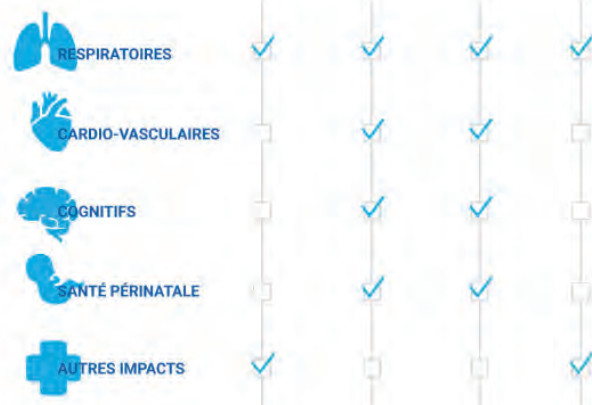 RESPIRATOIRES
CARDIO-VASCULAIRES
COGNITIFS
SANTÉ PÉRINATALE
AUTRES IMPACTS